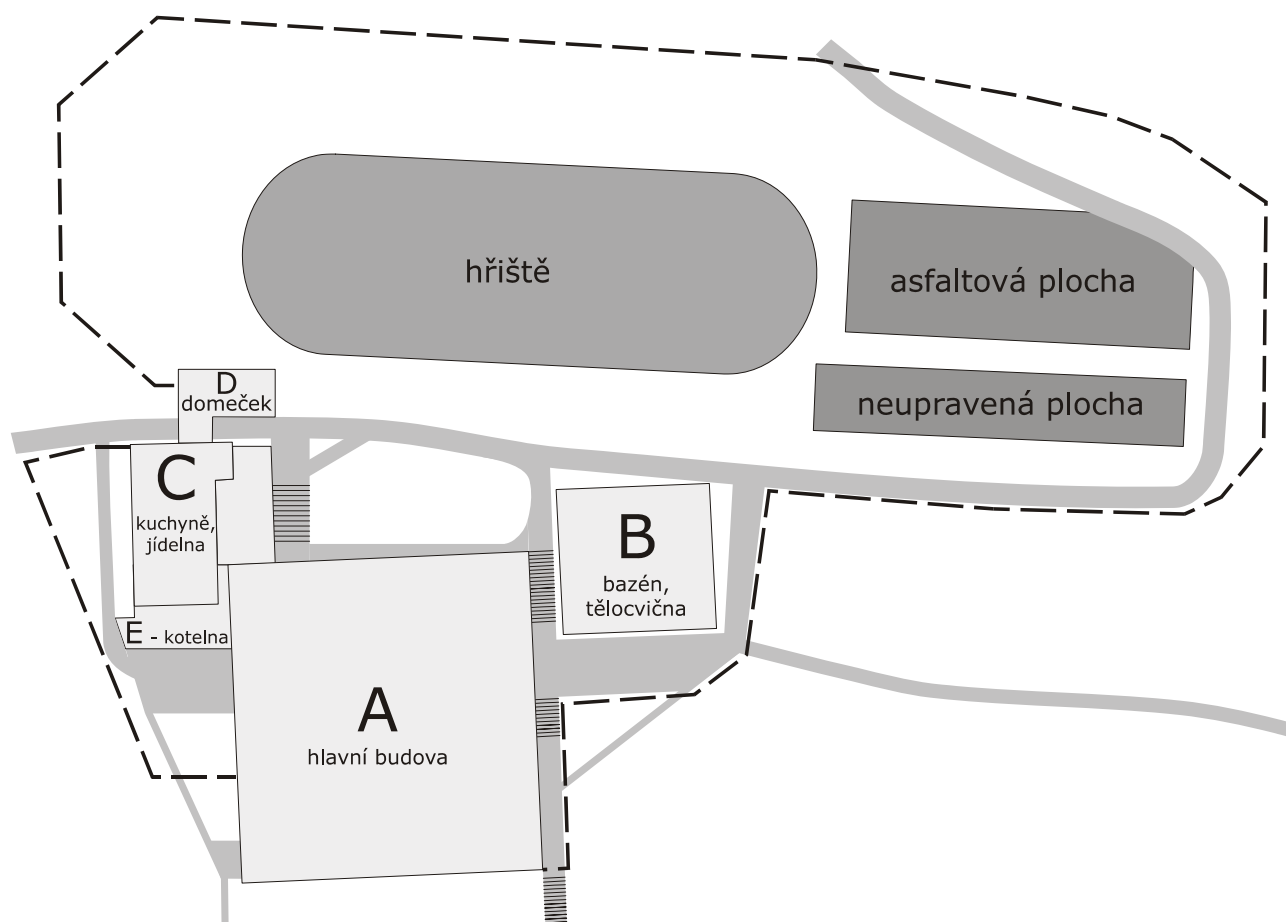 hřiště
asfaltová plocha
neupravená plocha
D
domeček
C
kuchyně,
jídelna
B
bazén,
tělocvična
E - kotelna
A
hlavní budova